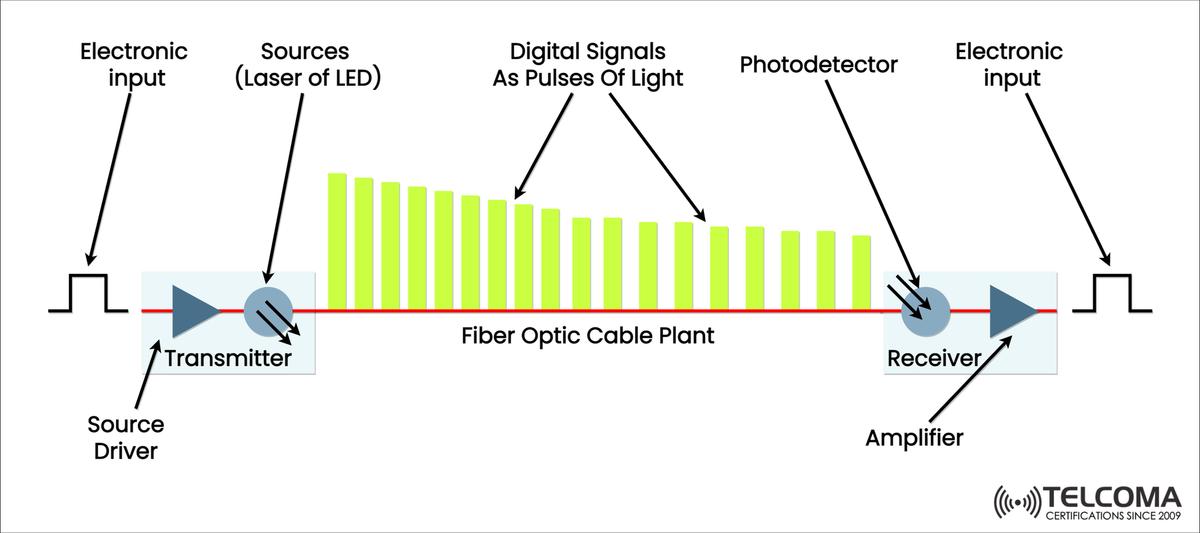 Electronic
input
Sources
(Laser of LED)
Digital Signals
As Pulses Of Light
Photodetector
Electronic
input
Fiber Optic Cable Plant
Transmitter
Receiver
Source
Driver
Amplifier
TELCOMA
CERTIFICATIONS SINCE 2009